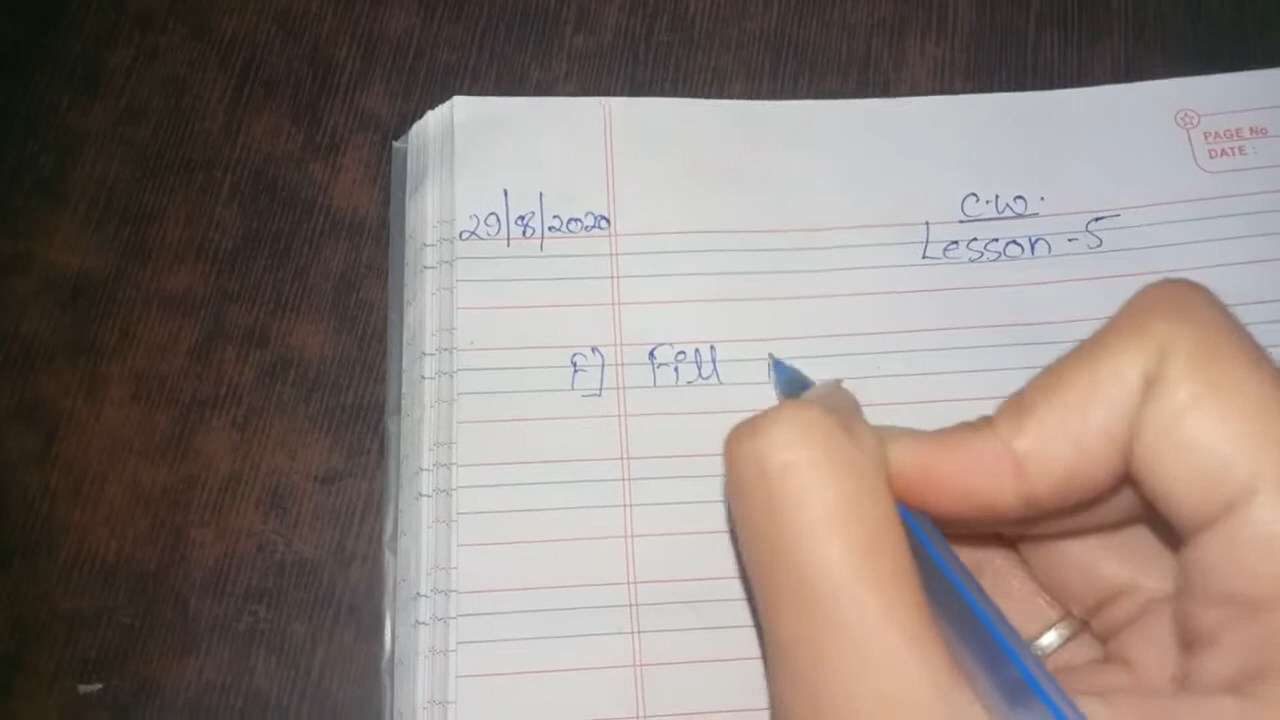 PAGE No
DATE :
29/8/2020
C.W.
Lesson-5
F] Fill